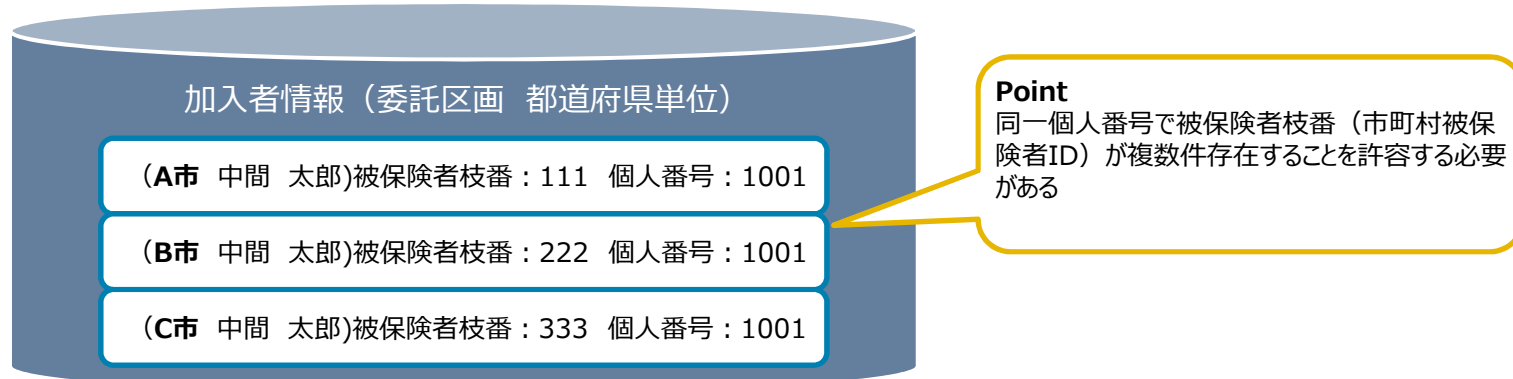 加入者情報（委託区画 都道府県単位）
（A市 中間 太郎)被保険者枝番：111 個人番号：1001
（B市 中間 太郎)被保険者枝番：222 個人番号：1001
（C市 中間 太郎)被保険者枝番：333 個人番号：1001
Point
同一個人番号で被保険者枝番（市町村被保
険者ID）が複数件存在することを許容する必要
がある